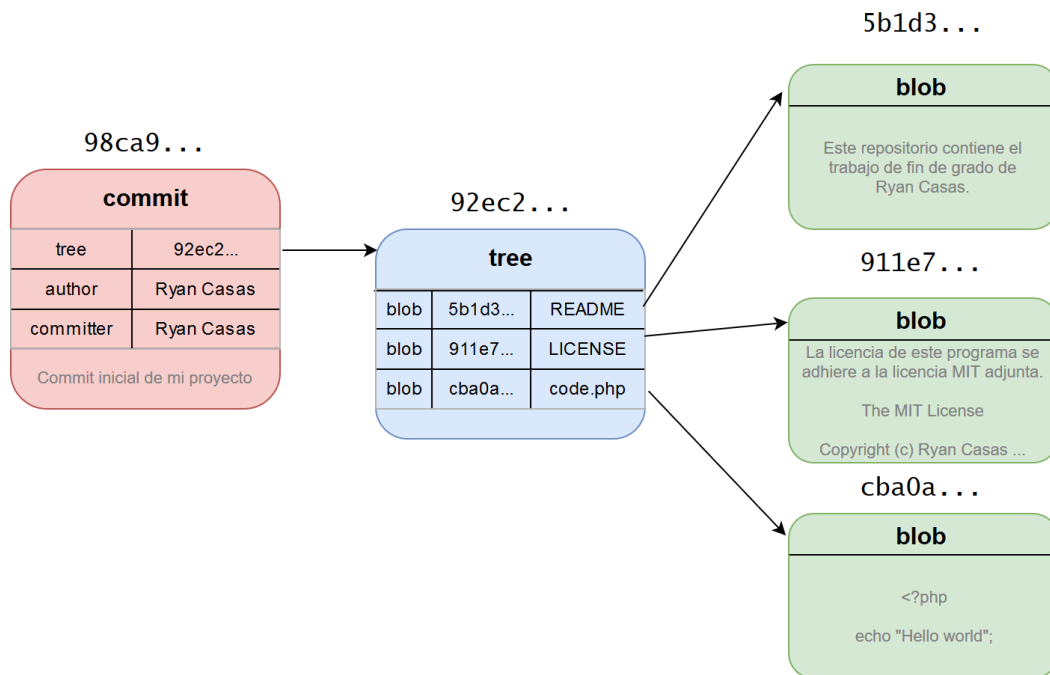 98ca9...
commit
tree 92ec2...
author Ryan Casas
committer Ryan Casas
Commit inicial de mi proyecto
92ec2...
tree
blob 5b1d3... README
blob 911e7... LICENSE
blob cba0a... code.php
5b1d3...
blob
Este repositorio contiene el
trabajo de fin de grado de
Ryan Casas.
911e7...
blob
La licencia de este programa se
adhiere a la licencia MIT adjunta.
The MIT License
Copyright (c) Ryan Casas ...
cba0a...
blob
<?php
echo "Hello world";